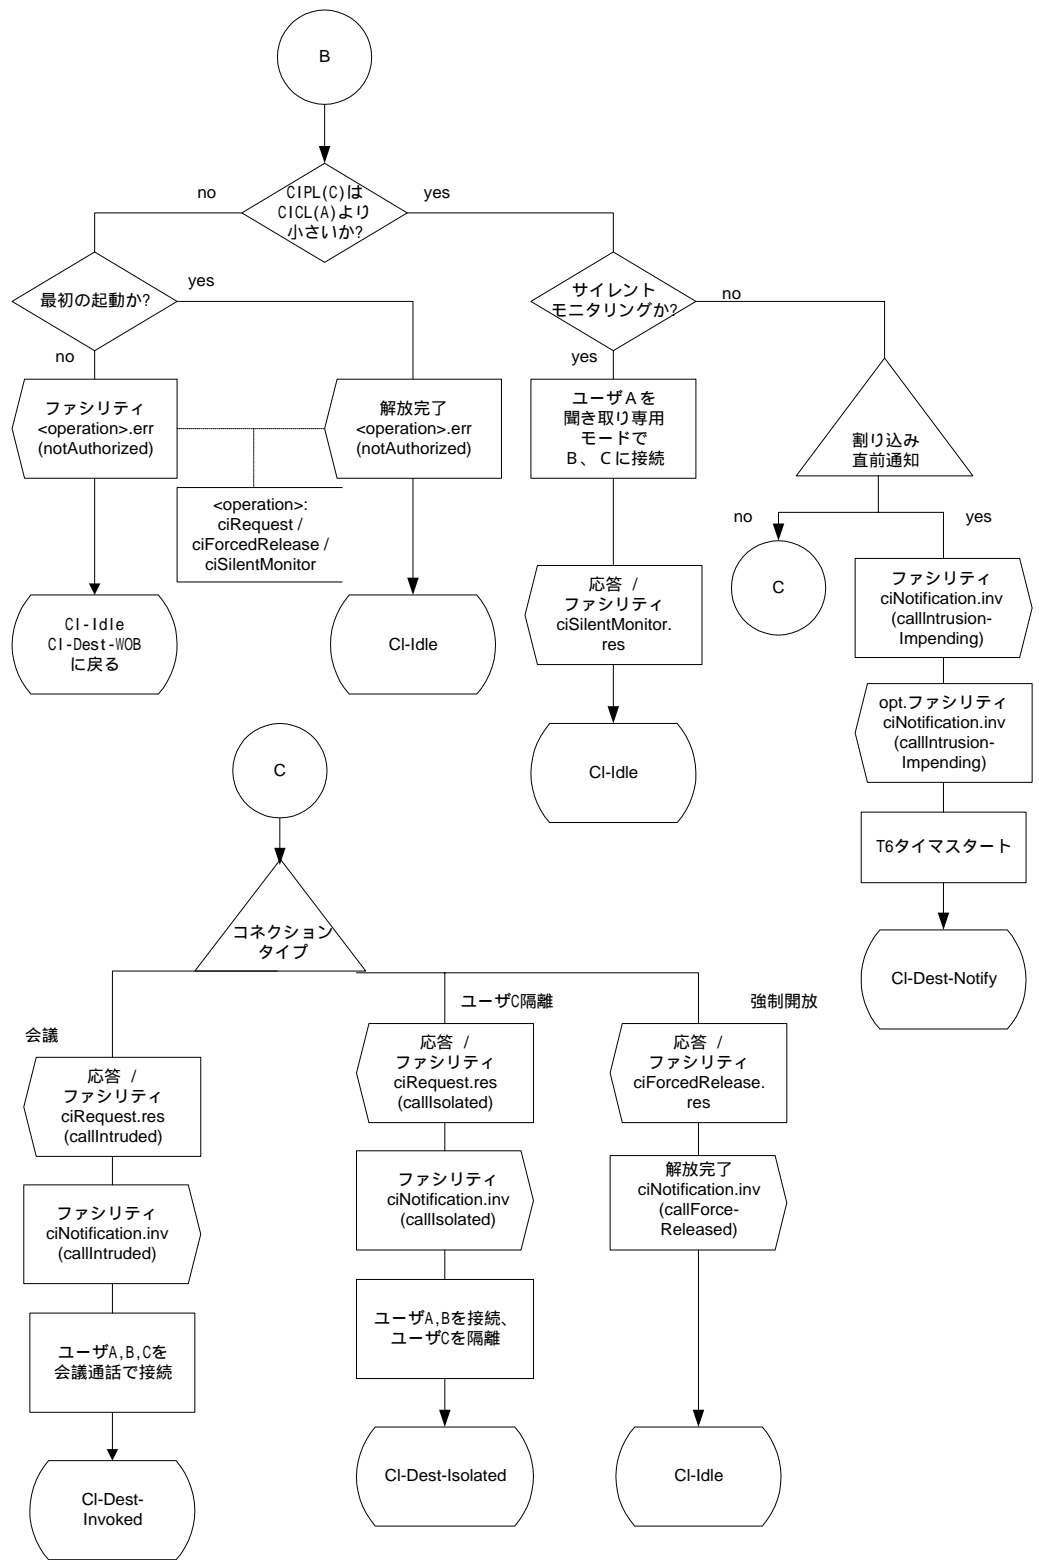 B
no
CIPL(C)は
CICL(A)より
小さいか?
yes
最初の起動か?
yes
no
サイレント
モニタリングか?
no
yes
ファシリティ
<operation>.err
(notAuthorized)
解放完了
<operation>.err
(notAuthorized)
<operation>:
ciRequest /
ciForcedRelease /
ciSilentMonitor
ユーザＡを
聞き取り専用
モードで
Ｂ、Ｃに接続
割り込み
直前通知
no
yes
C
CI-Idle
CI-Dest-WOB
に戻る
CI-Idle
応答 /
ファシリティ
ciSilentMonitor.
res
CI-Idle
ファシリティ
ciNotification.inv
(callIntrusion-
Impending)
opt.ファシリティ
ciNotification.inv
(callIntrusion-
Impending)
T6タイマスタート
CI-Dest-Notify
C
コネクション
タイプ
会議
ユーザC隔離
強制開放
応答 /
ファシリティ
ciRequest.res
(callIntruded)
ファシリティ
ciNotification.inv
(callIntruded)
ユーザA,B,Cを
会議通話で接続
CI-Dest-
Invoked
応答 /
ファシリティ
ciRequest.res
(callIsolated)
ファシリティ
ciNotification.inv
(callIsolated)
ユーザA,Bを接続、
ユーザCを隔離
CI-Dest-Isolated
応答 /
ファシリティ
ciForcedRelease.
res
解放完了
ciNotification.inv
(callForce-
Released)
CI-Idle